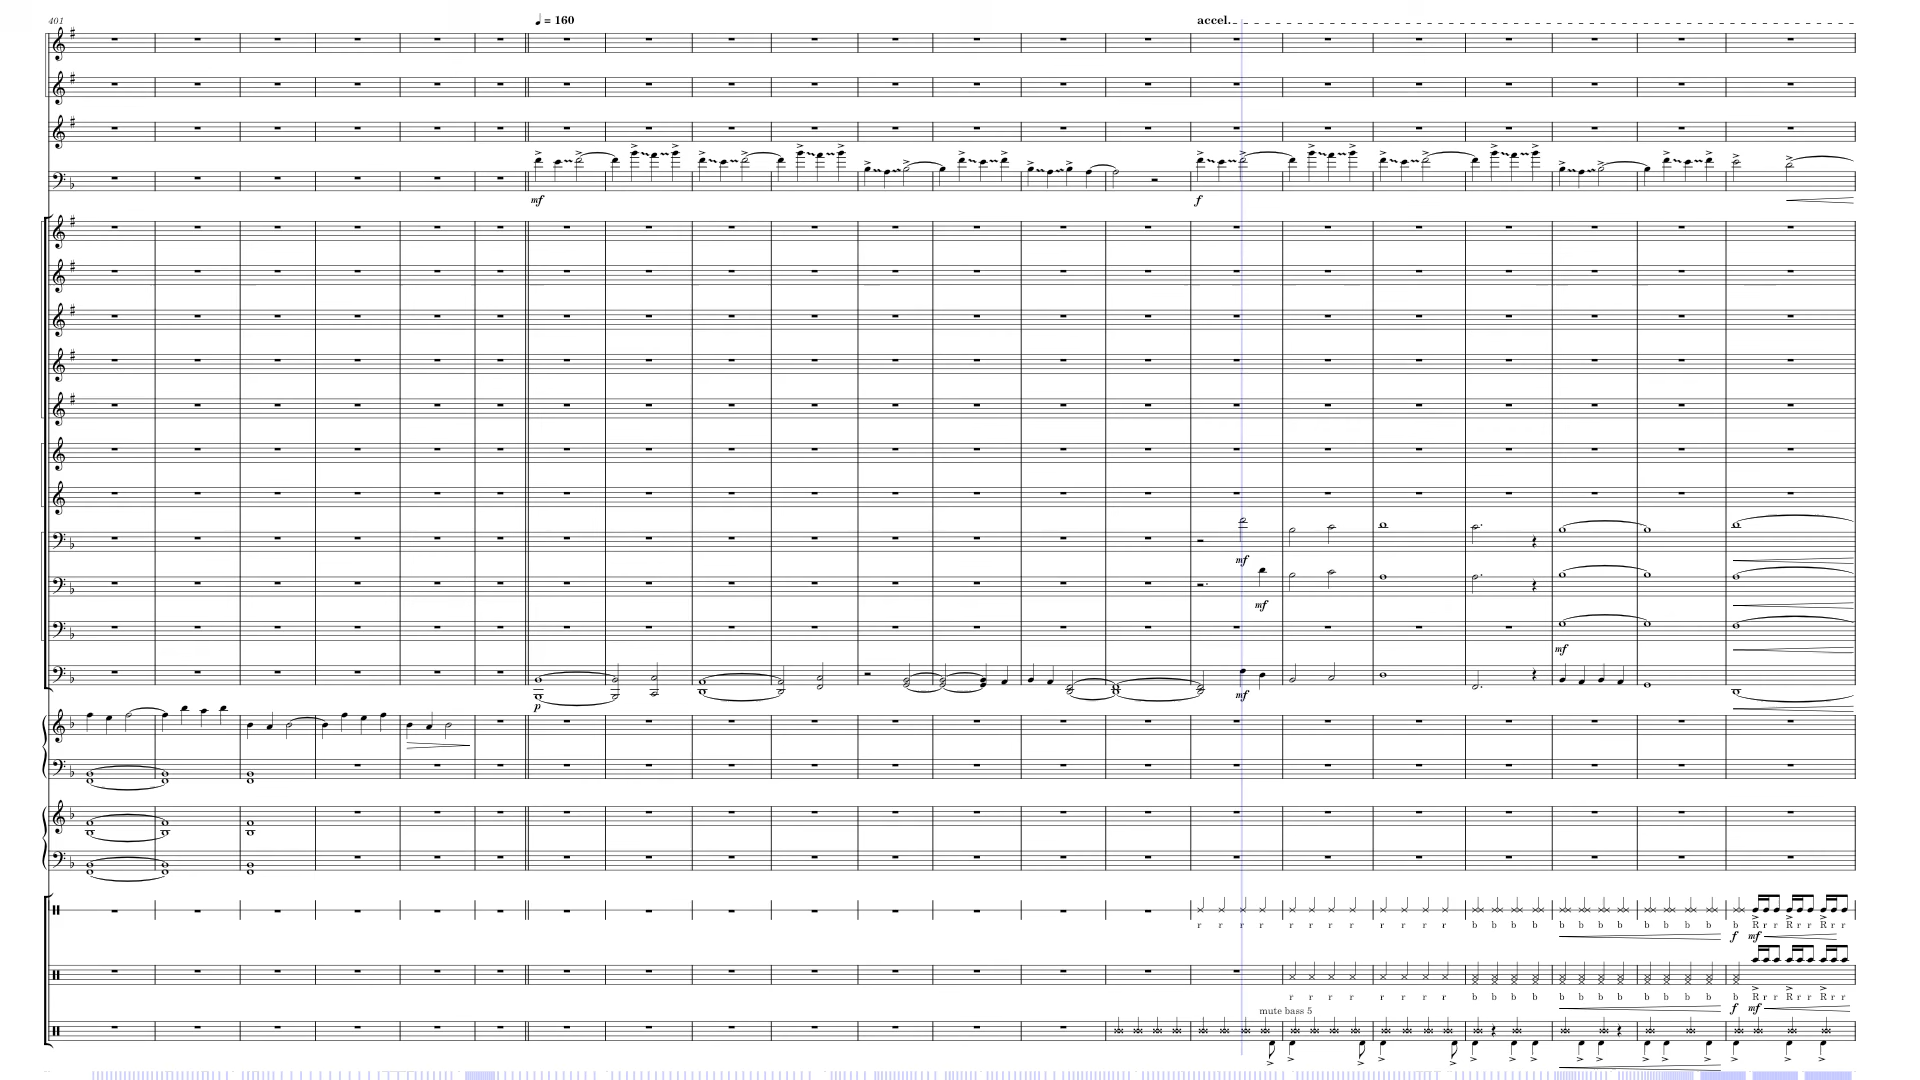 401
♩ = 160
accel.
mf
f
mf
mf
mf
p
mf
r r r r r r r r r r r r b b b b b b b b b b b b b R r r R r r R r r
f mf
r r r r r r r r b b b b b b b b b b b b b R r r R r r R r r
f mf
mute bass 5